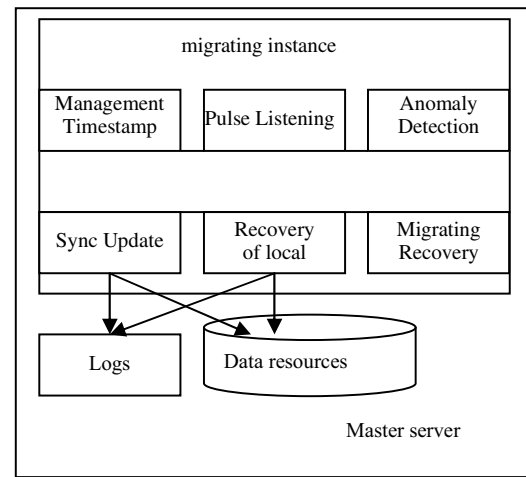 migrating instance
Management
Timestamp
Pulse Listening
Anomaly
Detection
Sync Update
Recovery
of local
Migrating
Recovery
Logs
Data resources
Master server